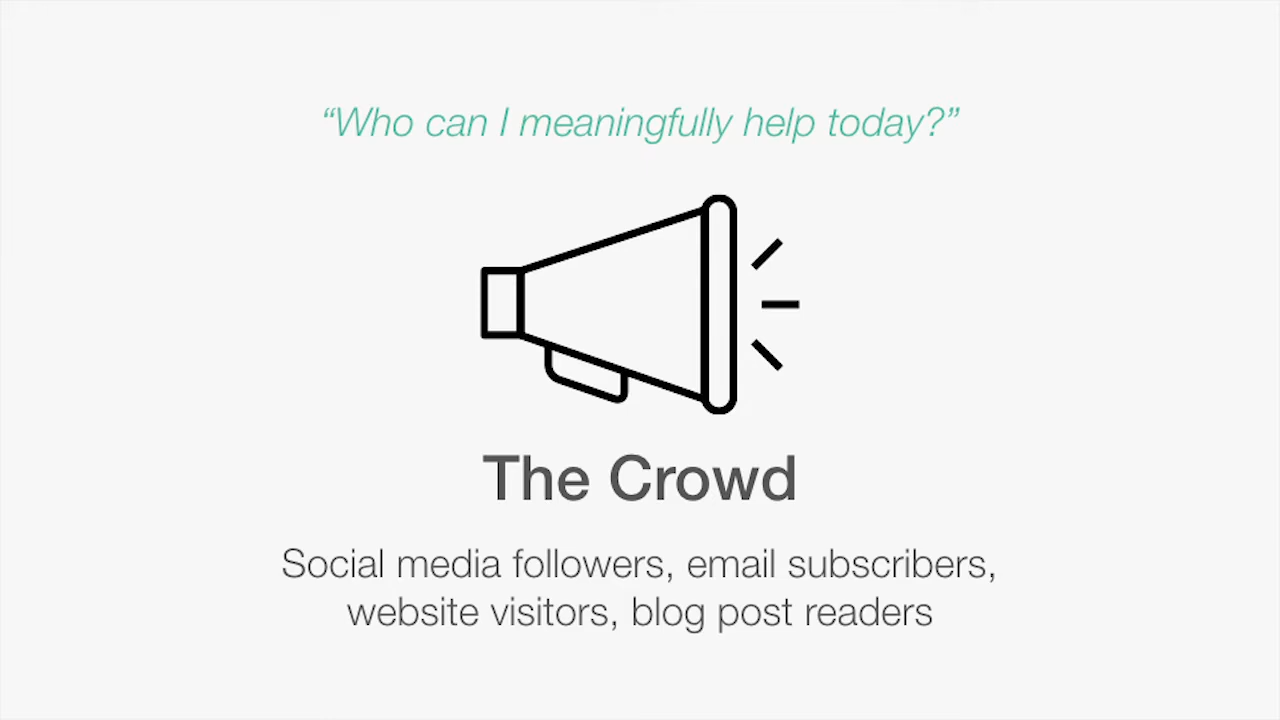 “Who can I meaningfully help today?”
The Crowd
Social media followers, email subscribers,
website visitors, blog post readers